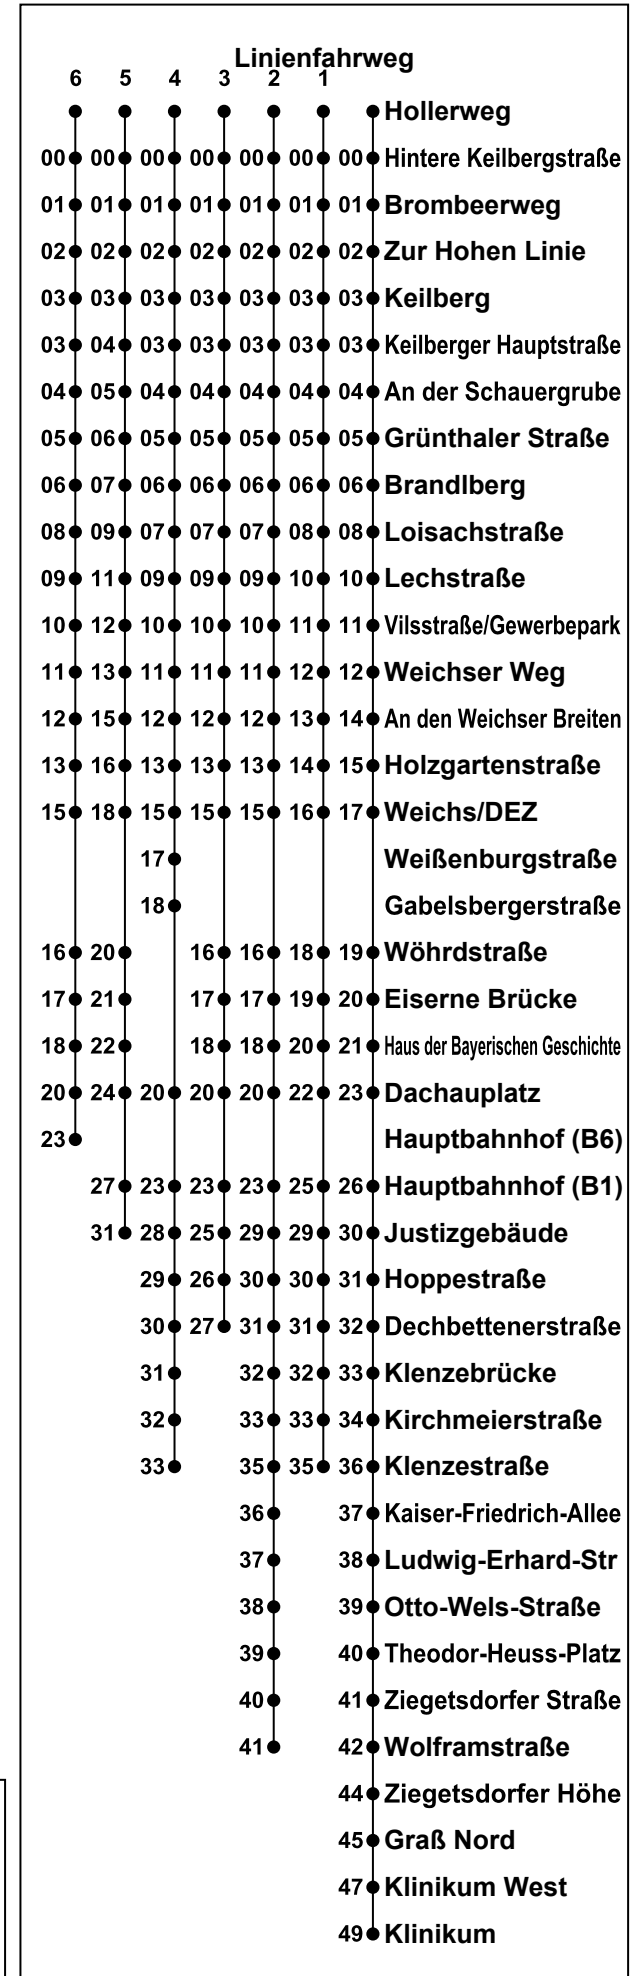 Linienfahrweg
6 5 4 3 2 1
Hollerweg
00 00 00 00 00 00 00 Hintere Keilbergstraße
01 01 01 01 01 01 01 Brombeerweg
02 02 02 02 02 02 02 Zur Hohen Linie
03 03 03 03 03 03 03 Keilberg
03 04 03 03 03 03 03 Keilberger Hauptstraße
04 05 04 04 04 04 04 An der Schauergrube
05 06 05 05 05 05 05 Grünthaler Straße
06 07 06 06 06 06 06 Brandlberg
08 09 07 07 07 08 08 Loisachstraße
09 11 09 09 09 10 10 Lechstraße
10 12 10 10 10 11 11 Vilsstraße/Gewerbepark
11 13 11 11 11 12 12 Weichser Weg
12 15 12 12 12 13 14 An den Weichser Breiten
13 16 13 13 13 14 15 Holzgartenstraße
15 18 15 15 15 16 17 Weichs/DEZ
17 Weißenburgstraße
18 Gabelsbergerstraße
16 20 16 16 18 19 Wöhrdstraße
17 21 17 17 19 20 Eiserne Brücke
18 22 18 18 20 21 Haus der Bayerischen Geschichte
20 24 20 20 20 22 23 Dachauplatz
23 Hauptbahnhof (B6)
27 23 23 23 25 26 Hauptbahnhof (B1)
31 28 25 29 29 30 Justizgebäude
29 26 30 30 31 Hoppestraße
30 27 31 31 32 Dechbettenerstraße
31 32 32 33 Klenzebrücke
32 33 33 34 Kirchmeierstraße
33 35 35 36 Klenzestraße
36 37 Kaiser-Friedrich-Allee
37 38 Ludwig-Erhard-Str
38 39 Otto-Wels-Straße
39 40 Theodor-Heuss-Platz
40 41 Ziegetsdorfer Straße
41 42 Wolframstraße
44 Ziegetsdorfer Höhe
45 Graß Nord
47 Klinikum West
49 Klinikum